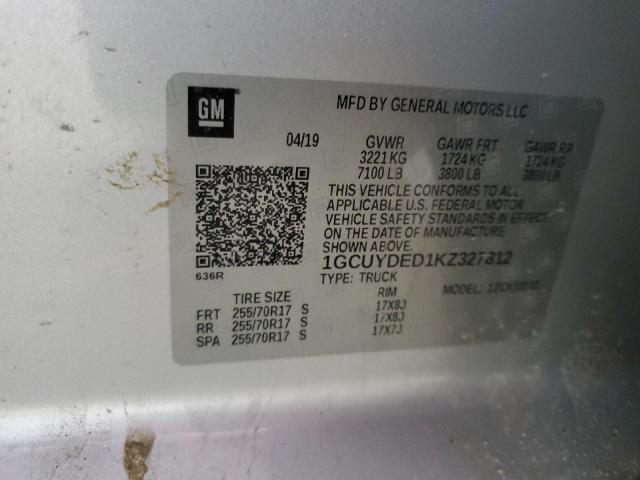 GM
MFD BY GENERAL MOTORS LLC
04/19 GVWR GAWR FRT GAWR RR
3221 KG 1724 KG 1724 KG
7100 LB 3800 LB 3800 LB
THIS VEHICLE CONFORMS TO ALL
APPLICABLE U.S. FEDERAL MOTOR
VEHICLE SAFETY STANDARDS IN EFFECT
ON THE DATE OF MANUFACTURE
SHOWN ABOVE.
1GCUYDED1KZ327312
636R
TYPE: TRUCK MODEL:
TIRE SIZE RIM
FRT 255/70R17 S 17X8J
RR 255/70R17 S 17X8J
SPA 255/70R17 S 17X7J